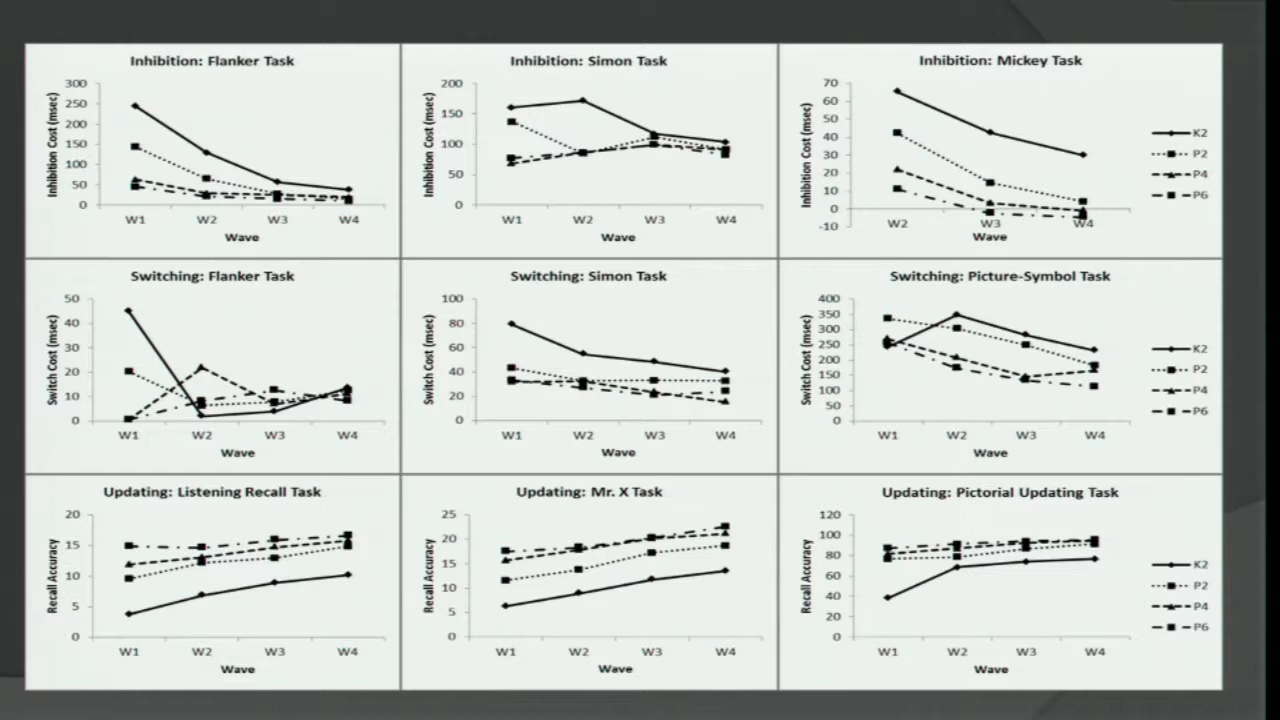 Inhibition: Flanker Task
300
250
200
150
100
50
0
Inhibition Cost (msec)
W1 W2 W3 W4
Wave
Inhibition: Simon Task
200
150
100
50
0
Inhibition Cost (msec)
W1 W2 W3 W4
Wave
Inhibition: Mickey Task
70
60
50
40
30
20
10
0
-10
Inhibition Cost (msec)
W2 W3 W4
Wave
K2
P2
P4
P6
Switching: Flanker Task
50
40
30
20
10
0
Switch Cost (msec)
W1 W2 W3 W4
Wave
Switching: Simon Task
100
80
60
40
20
0
Switch Cost (msec)
W1 W2 W3 W4
Wave
Switching: Picture-Symbol Task
400
350
300
250
200
150
100
50
0
Switch Cost (msec)
W1 W2 W3 W4
Wave
K2
P2
P4
P6
Updating: Listening Recall Task
20
15
10
5
0
Recall Accuracy
W1 W2 W3 W4
Wave
Updating: Mr. X Task
25
20
15
10
5
0
Recall Accuracy
W1 W2 W3 W4
Wave
Updating: Pictorial Updating Task
120
100
80
60
40
20
0
Recall Accuracy
W1 W2 W3 W4
Wave
K2
P2
P4
P6